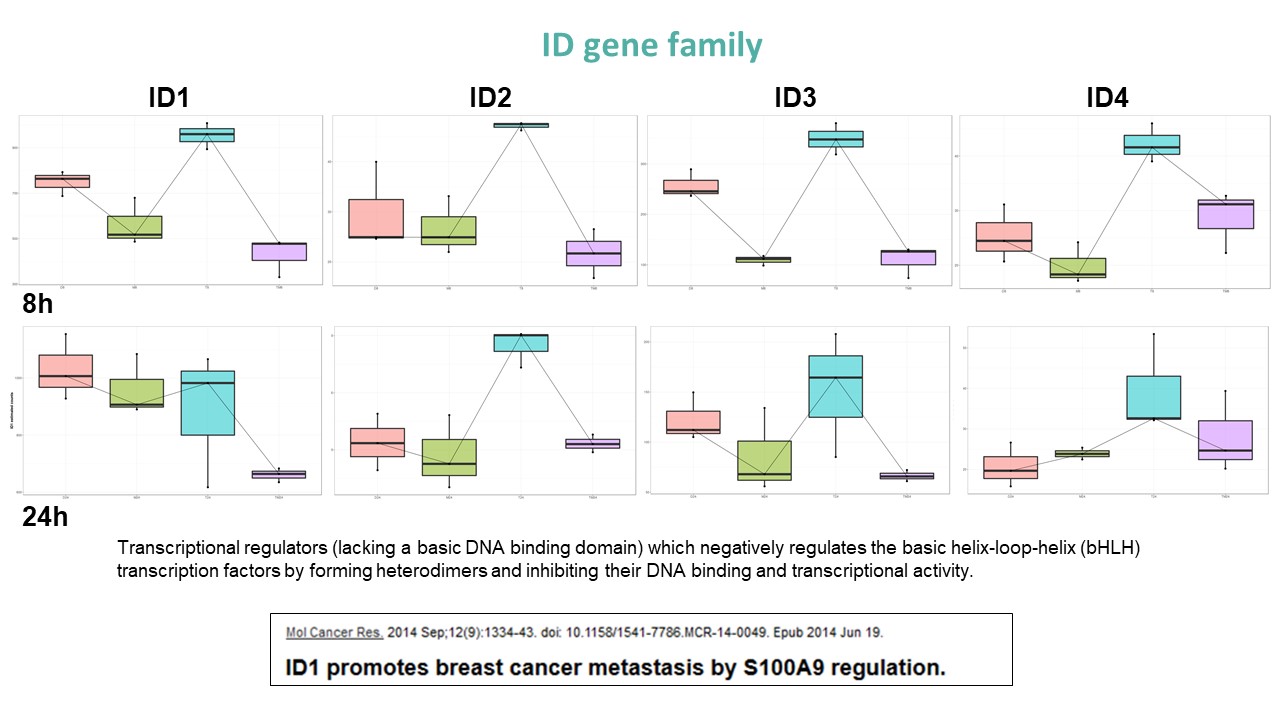 ID gene family
ID1
ID2
ID3
ID4
8h
24h
Transcriptional regulators (lacking a basic DNA binding domain) which negatively regulates the basic helix-loop-helix (bHLH)
transcription factors by forming heterodimers and inhibiting their DNA binding and transcriptional activity.
Mol Cancer Res. 2014 Sep;12(9):1334-43. doi: 10.1158/1541-7786.MCR-14-0049. Epub 2014 Jun 19.
ID1 promotes breast cancer metastasis by S100A9 regulation.